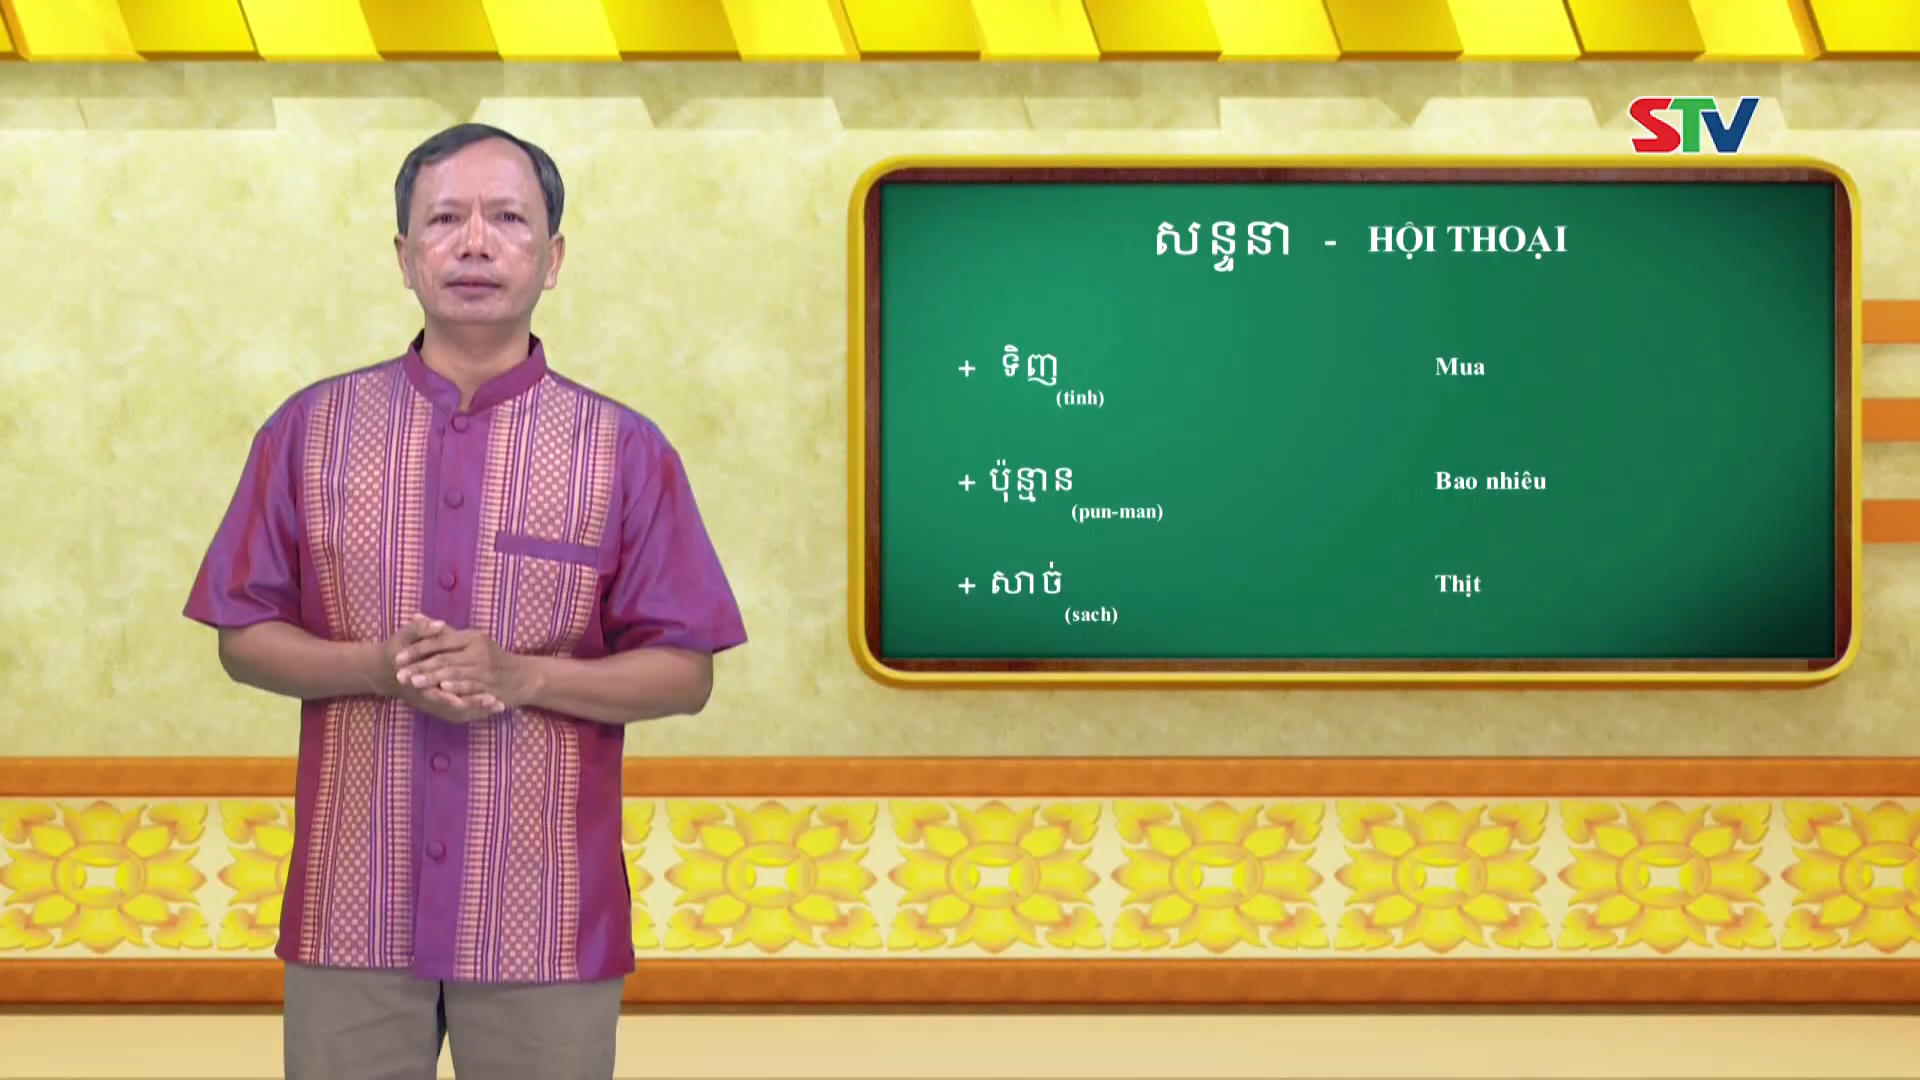 STV
សន្ទនា - HỘI THOẠI
+ ទិញ Mua
(tinh)
+ ប៉ុន្មាន Bao nhiêu
(pun-man)
+ សាច់ Thịt
(sach)